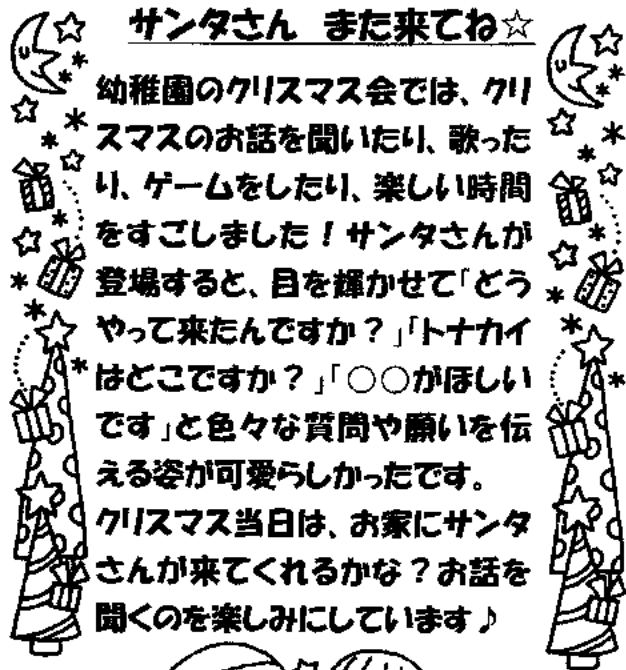 サンタさん また来てね☆
幼稚園のクリスマス会では、クリ
スマスのお話を聞いたり、歌った
り、ゲームをしたり、楽しい時間
をすごしました！サンタさんが
登場すると、目を輝かせて「どう
やって来たんですか？」「トナカイ
はどこですか？」「○○がほしい
です」と色々な質問や願いを伝
える姿が可愛らしかったです。
クリスマス当日は、お家にサンタ
さんが来てくれるかな？お話を
聞くのを楽しみにしています♪